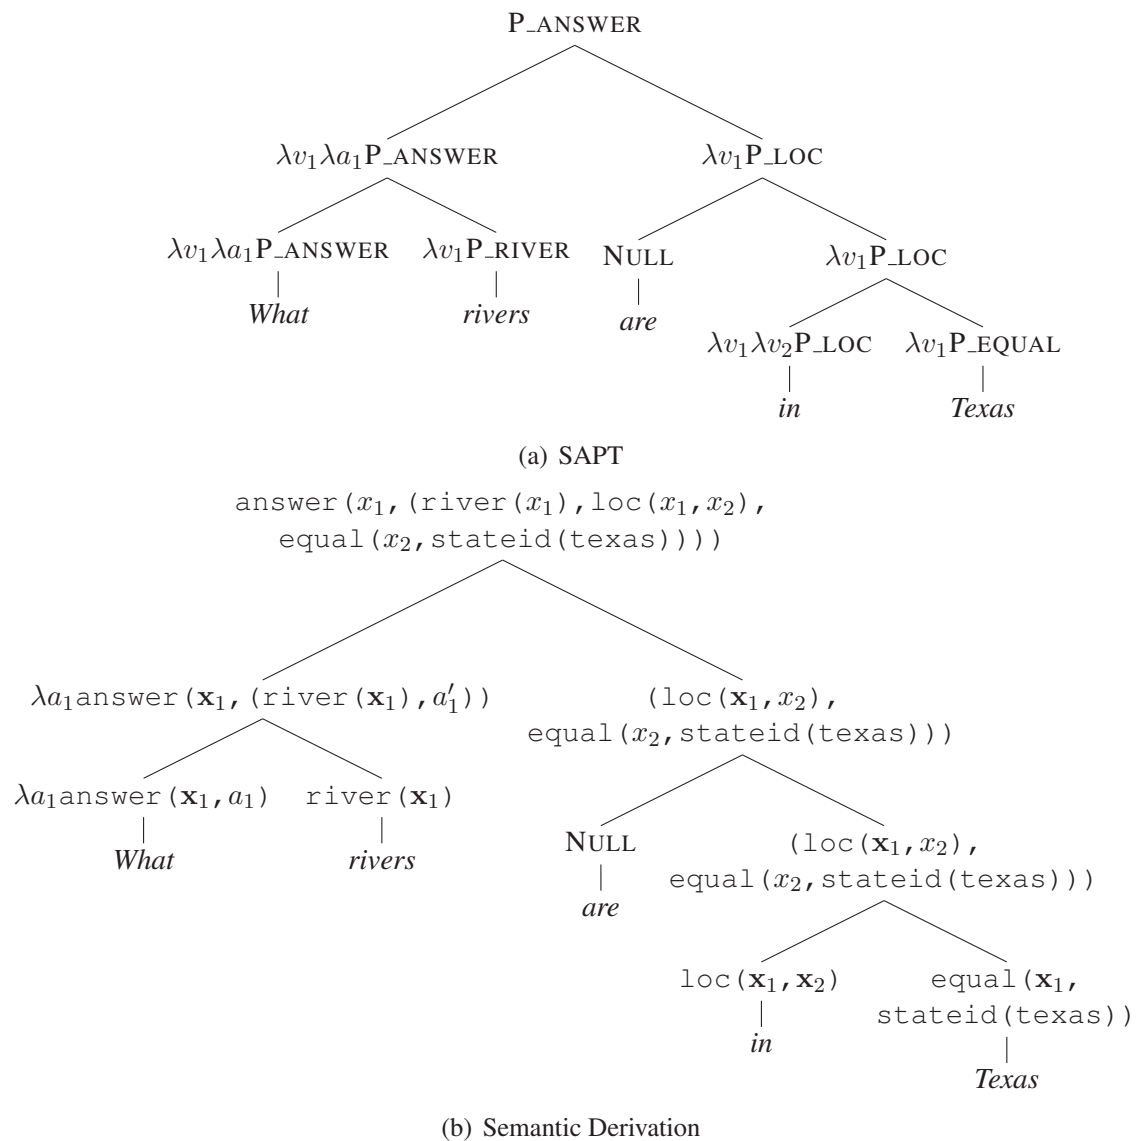 P_ANSWER
λv₁λa₁P_ANSWER λv₁P_LOC
λv₁λa₁P_ANSWER λv₁P_RIVER NULL λv₁P_LOC
What rivers are
λv₁λv₂P_LOC λv₁P_EQUAL
in Texas
(a) SAPT
answer(x₁,(river(x₁),loc(x₁,x₂),
equal(x₂,stateid(texas))))
λa₁answer(x₁,(river(x₁),a′₁)) (loc(x₁,x₂),
equal(x₂,stateid(texas)))
λa₁answer(x₁,a₁) river(x₁)
What rivers
NULL (loc(x₁,x₂),
are equal(x₂,stateid(texas)))
loc(x₁,x₂) equal(x₁,
in stateid(texas))
Texas
(b) Semantic Derivation